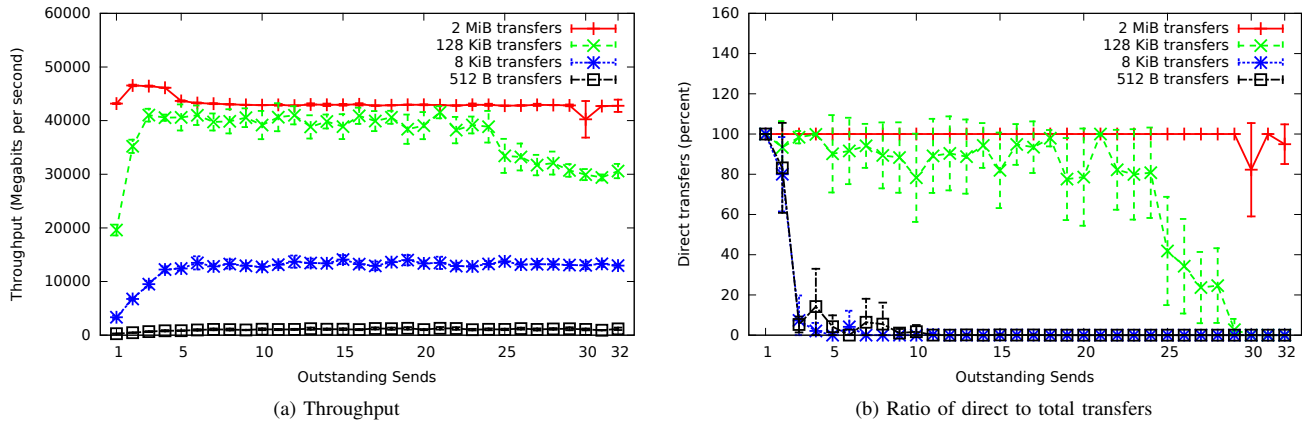 60000
50000
40000
30000
20000
10000
0
1
5
10
15
20
25
30
32
Throughput (Megabits per second)
Outstanding Sends
2 MiB transfers
128 KiB transfers
8 KiB transfers
512 B transfers
(a) Throughput
160
140
120
100
80
60
40
20
0
1
5
10
15
20
25
30
32
Direct transfers (percent)
Outstanding Sends
2 MiB transfers
128 KiB transfers
8 KiB transfers
512 B transfers
(b) Ratio of direct to total transfers